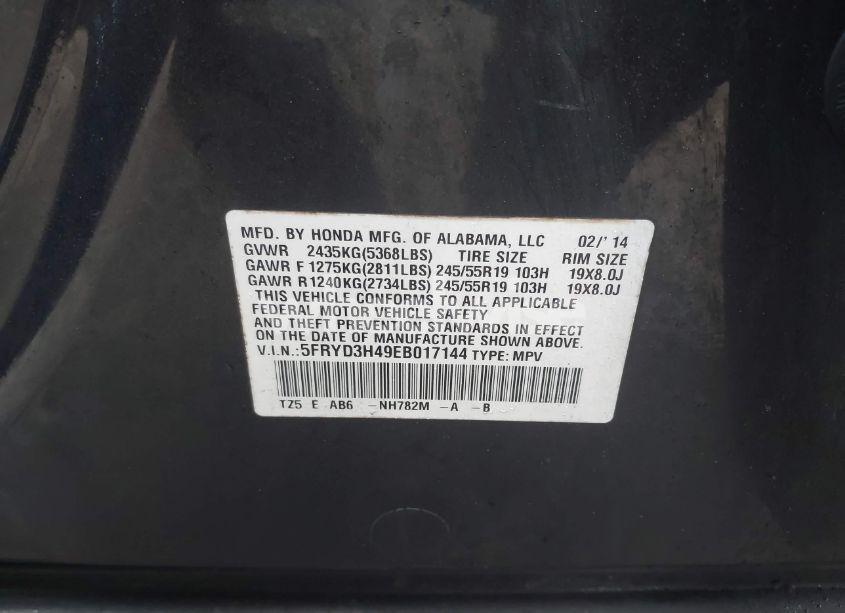 MFD. BY HONDA MFG. OF ALABAMA, LLC 02/' 14
GVWR 2435KG(5368LBS) TIRE SIZE RIM SIZE
GAWR F 1275KG(2811LBS) 245/55R19 103H 19X8.0J
GAWR R 1240KG(2734LBS) 245/55R19 103H 19X8.0J
THIS VEHICLE CONFORMS TO ALL APPLICABLE
FEDERAL MOTOR VEHICLE SAFETY
AND THEFT PREVENTION STANDARDS IN EFFECT
ON THE DATE OF MANUFACTURE SHOWN ABOVE.
V.I.N.:5FRYD3H49EB017144 TYPE: MPV
TZ5 E AB6 -NH782M -A -B